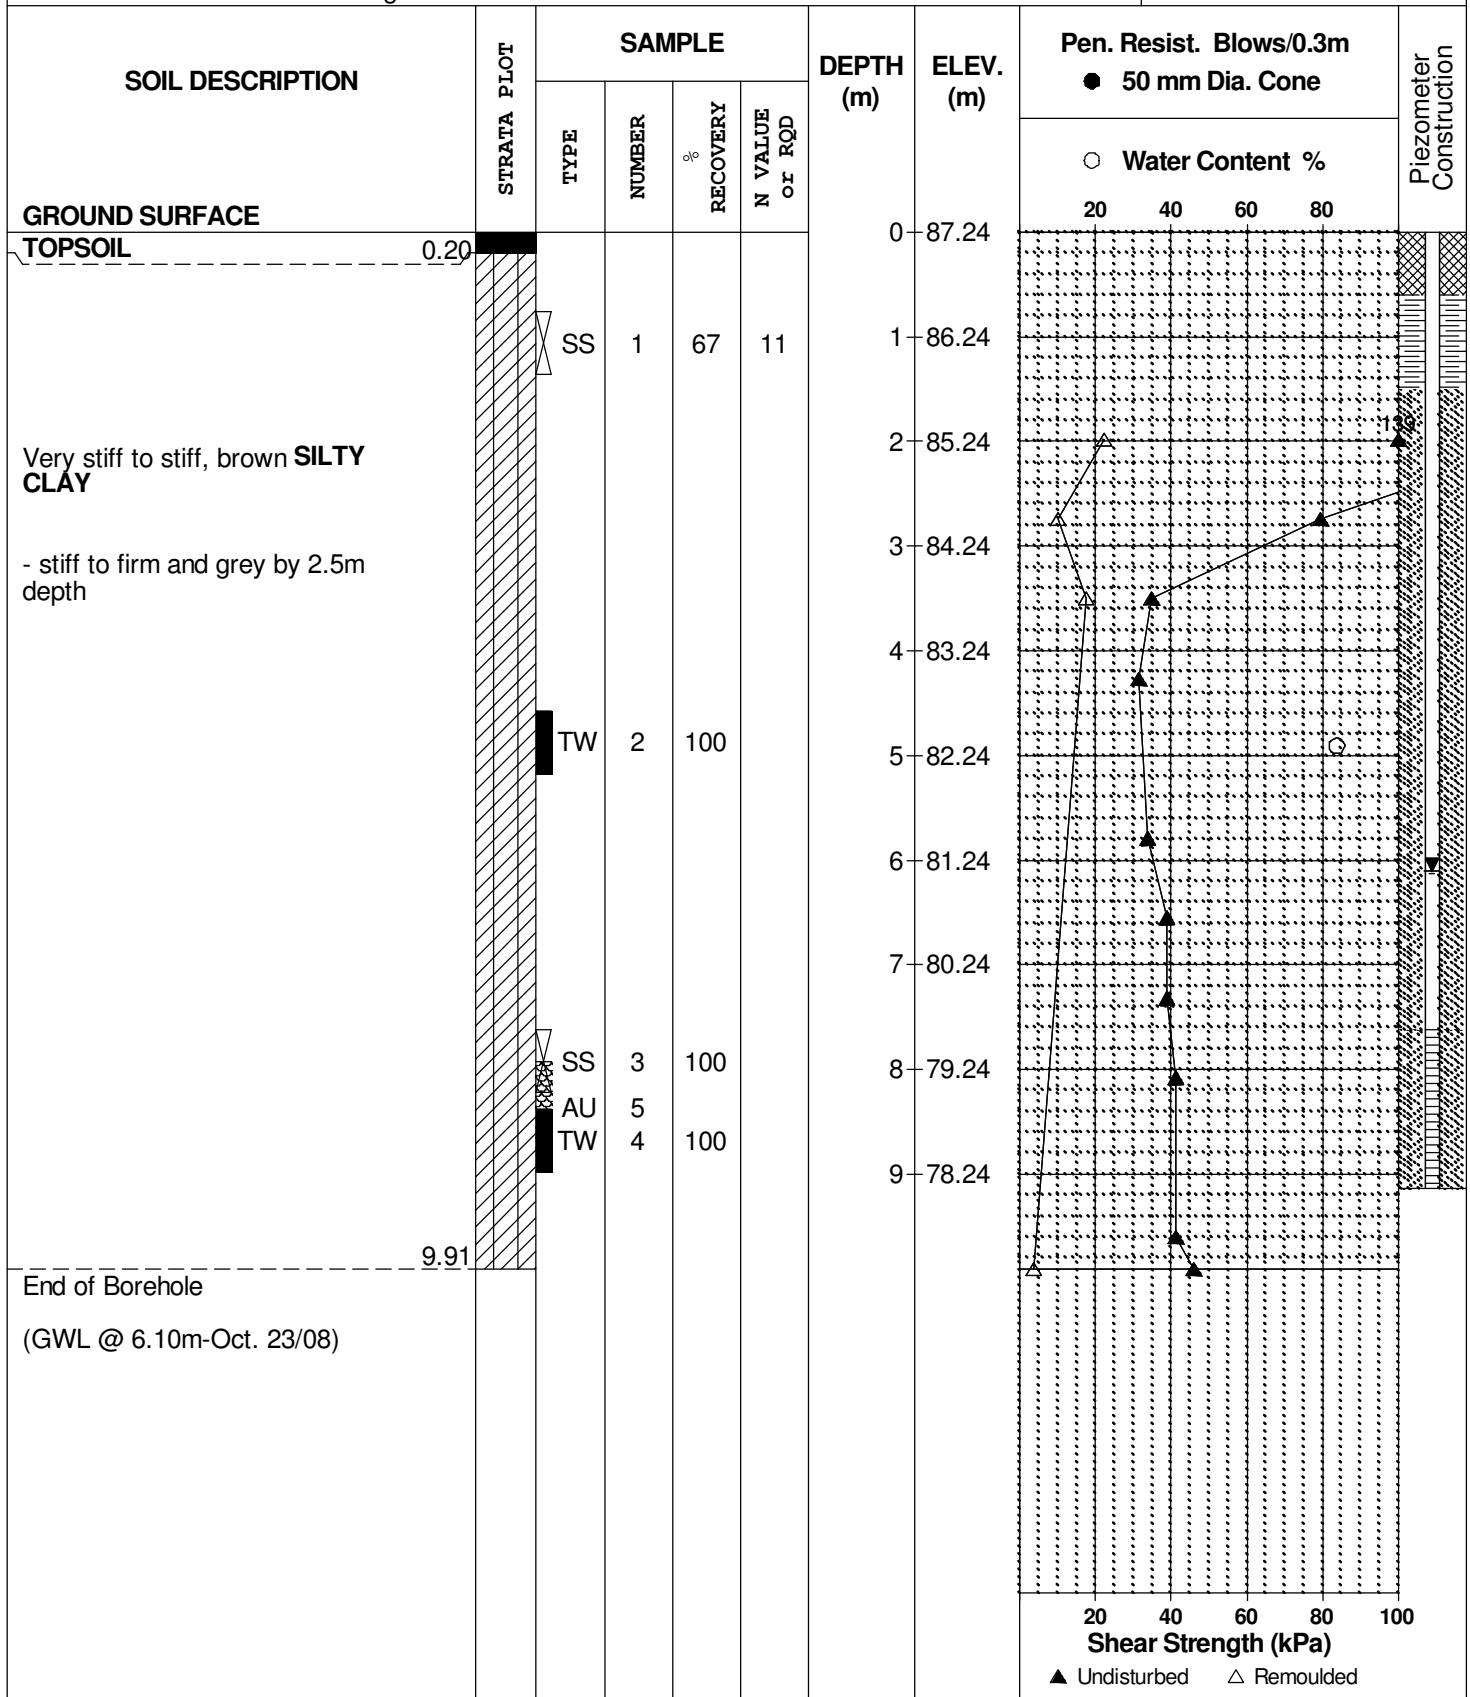 SOIL DESCRIPTION
STRATA PLOT
SAMPLE
TYPE
NUMBER
% RECOVERY
N VALUE or RQD
DEPTH (m)
ELEV. (m)
Pen. Resist. Blows/0.3m
● 50 mm Dia. Cone
○ Water Content %
20 40 60 80
Piezometer Construction
GROUND SURFACE
TOPSOIL 0.20
0 87.24
SS 1 67 11
1 86.24
139
2 85.24
Very stiff to stiff, brown SILTY
CLAY
3 84.24
- stiff to firm and grey by 2.5m
depth
4 83.24
TW 2 100
5 82.24
6 81.24
7 80.24
SS 3 100
8 79.24
AU 5
TW 4 100
9 78.24
9.91
End of Borehole
(GWL @ 6.10m-Oct. 23/08)
20 40 60 80 100
Shear Strength (kPa)
▲ Undisturbed △ Remoulded